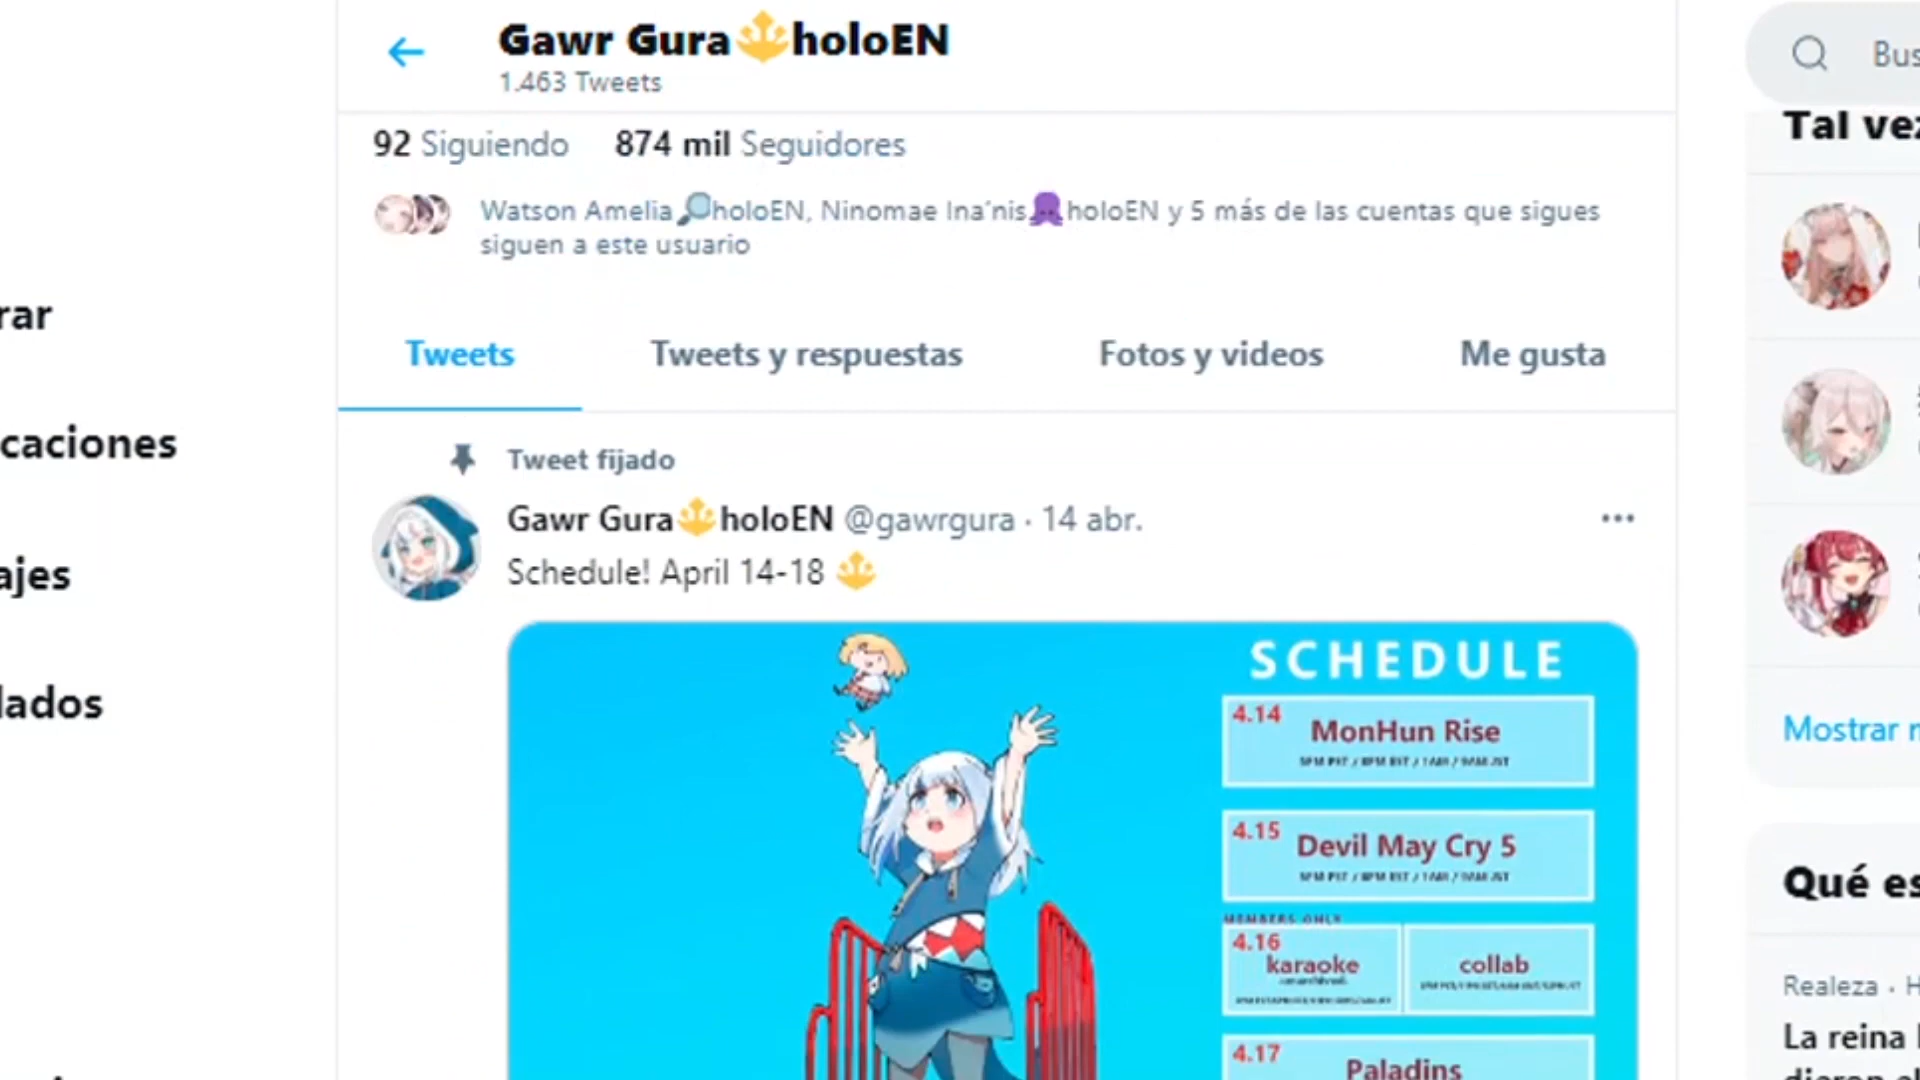 Gawr Gura🔱holoEN
1.463 Tweets
92 Siguiendo 874 mil Seguidores
Watson Amelia🔎holoEN, Ninomae Ina'nis🐙holoEN y 5 más de las cuentas que sigues
siguen a este usuario
Tweets Tweets y respuestas Fotos y videos Me gusta
Tweet fijado
Gawr Gura🔱holoEN @gawrgura · 14 abr.
Schedule! April 14-18 🔱
SCHEDULE
4.14
MonHun Rise
4.15
Devil May Cry 5
MEMBERS ONLY
4.16
karaoke
collab
4.17
Paladins
rar
caciones
ajes
lados
Bus
Tal vez
Mostrar
Qué es
Realeza · H
La reina